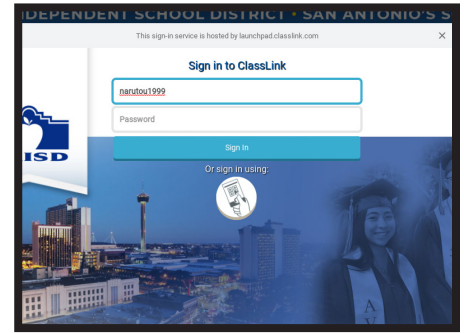 INDEPENDENT SCHOOL DISTRICT • SAN ANTONIO'S S
This sign-in service is hosted by launchpad.classlink.com
Sign in to ClassLink
narutou1999
Password
Sign In
Or sign in using:
ISD